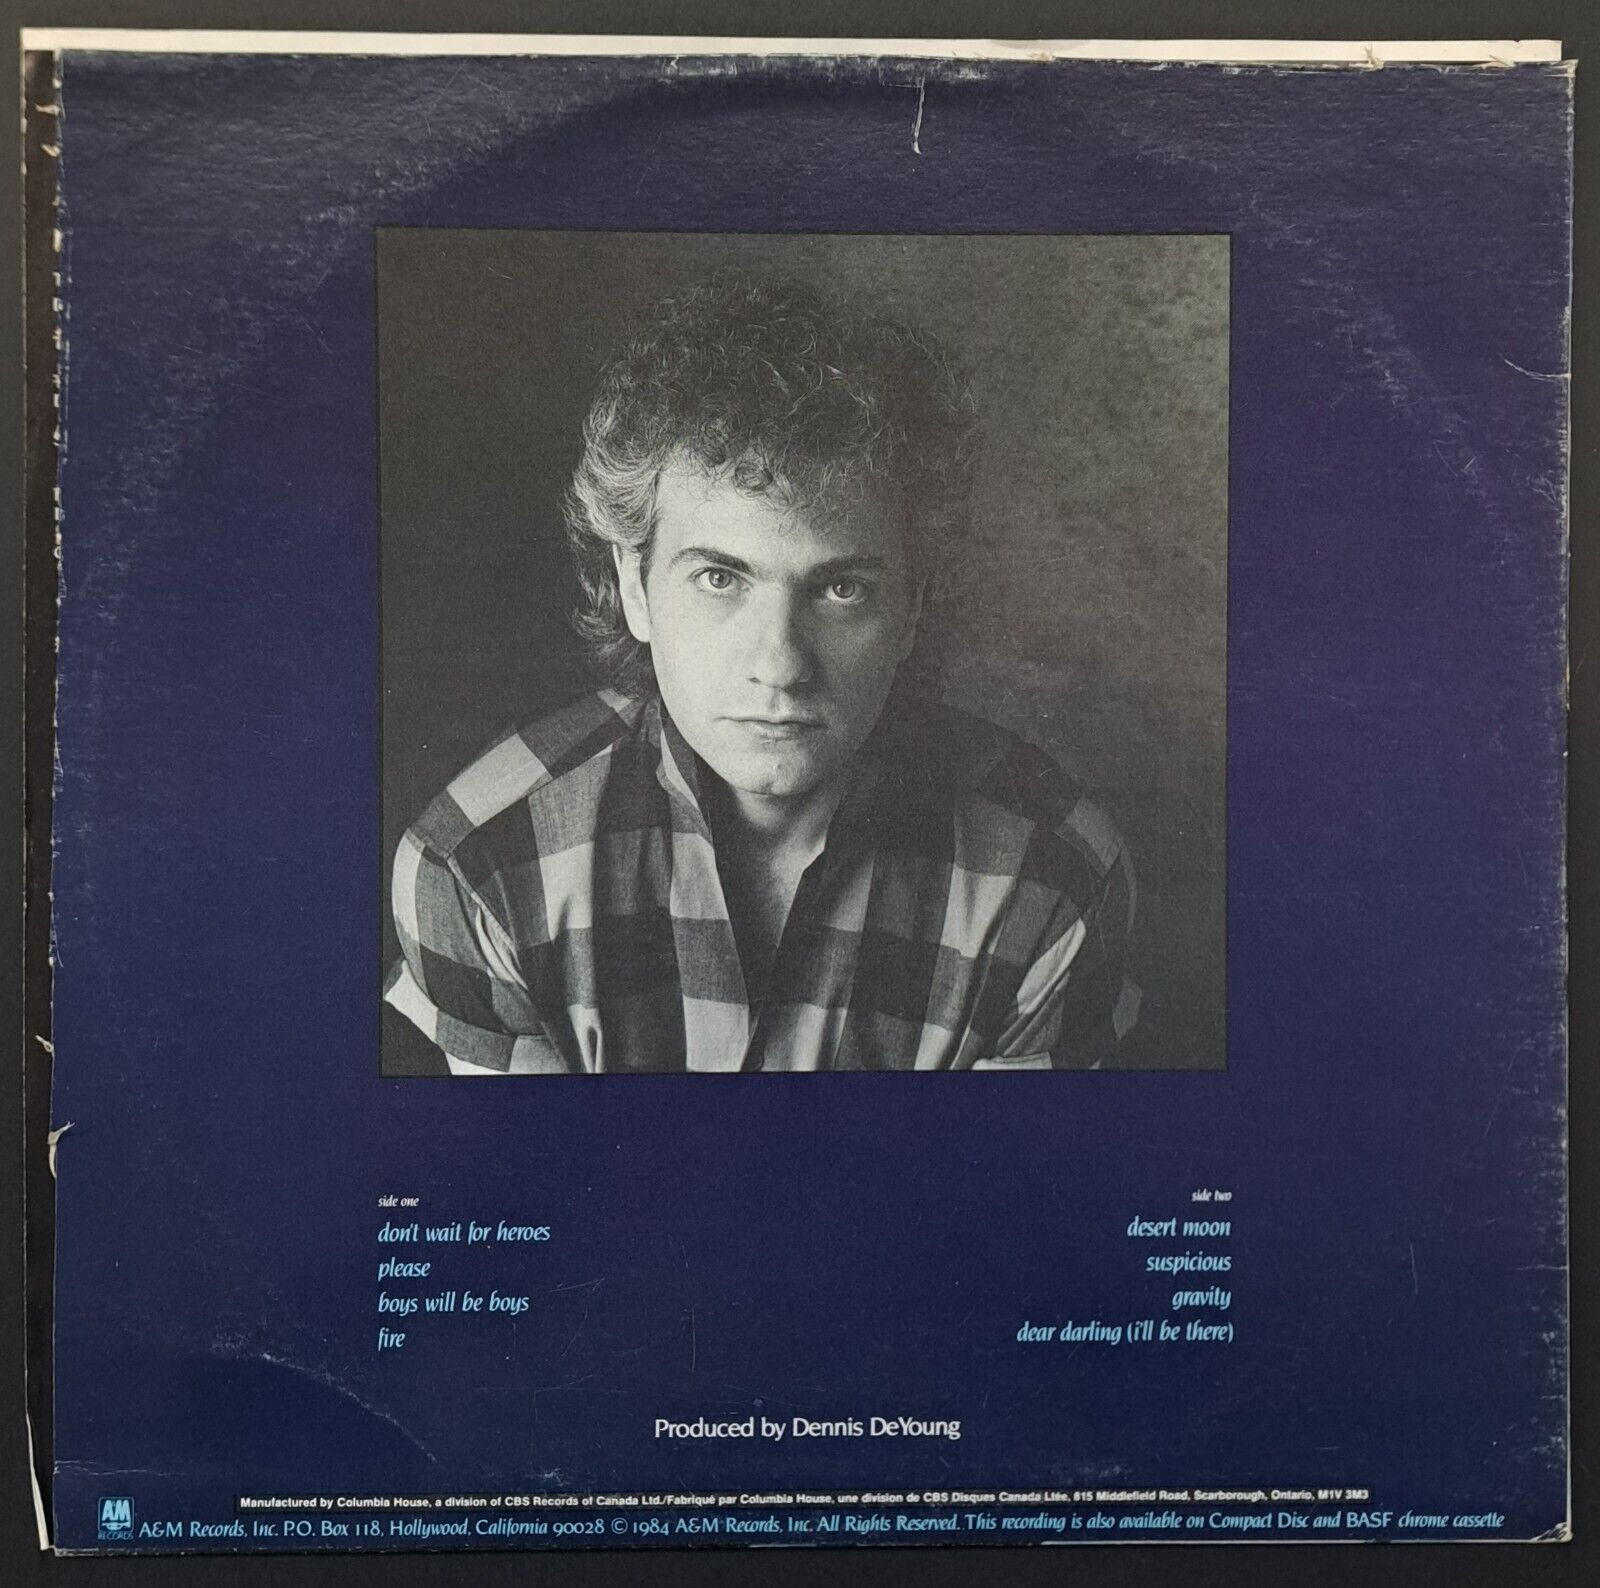 side one
don't wait for heroes
please
boys will be boys
fire
side two
desert moon
suspicious
gravity
dear darling (i'll be there)
Produced by Dennis DeYoung
Manufactured by Columbia House, a division of CBS Records of Canada Ltd./Fabriqué par Columbia House, une division de CBS Disques Canada Ltée, 815 Middlefield Road, Scarborough, Ontario, M1V 3M3
A&M RECORDS
A&M Records, Inc. P.O. Box 118, Hollywood, California 90028 © 1984 A&M Records, Inc. All Rights Reserved. This recording is also available on Compact Disc and BASF chrome cassette